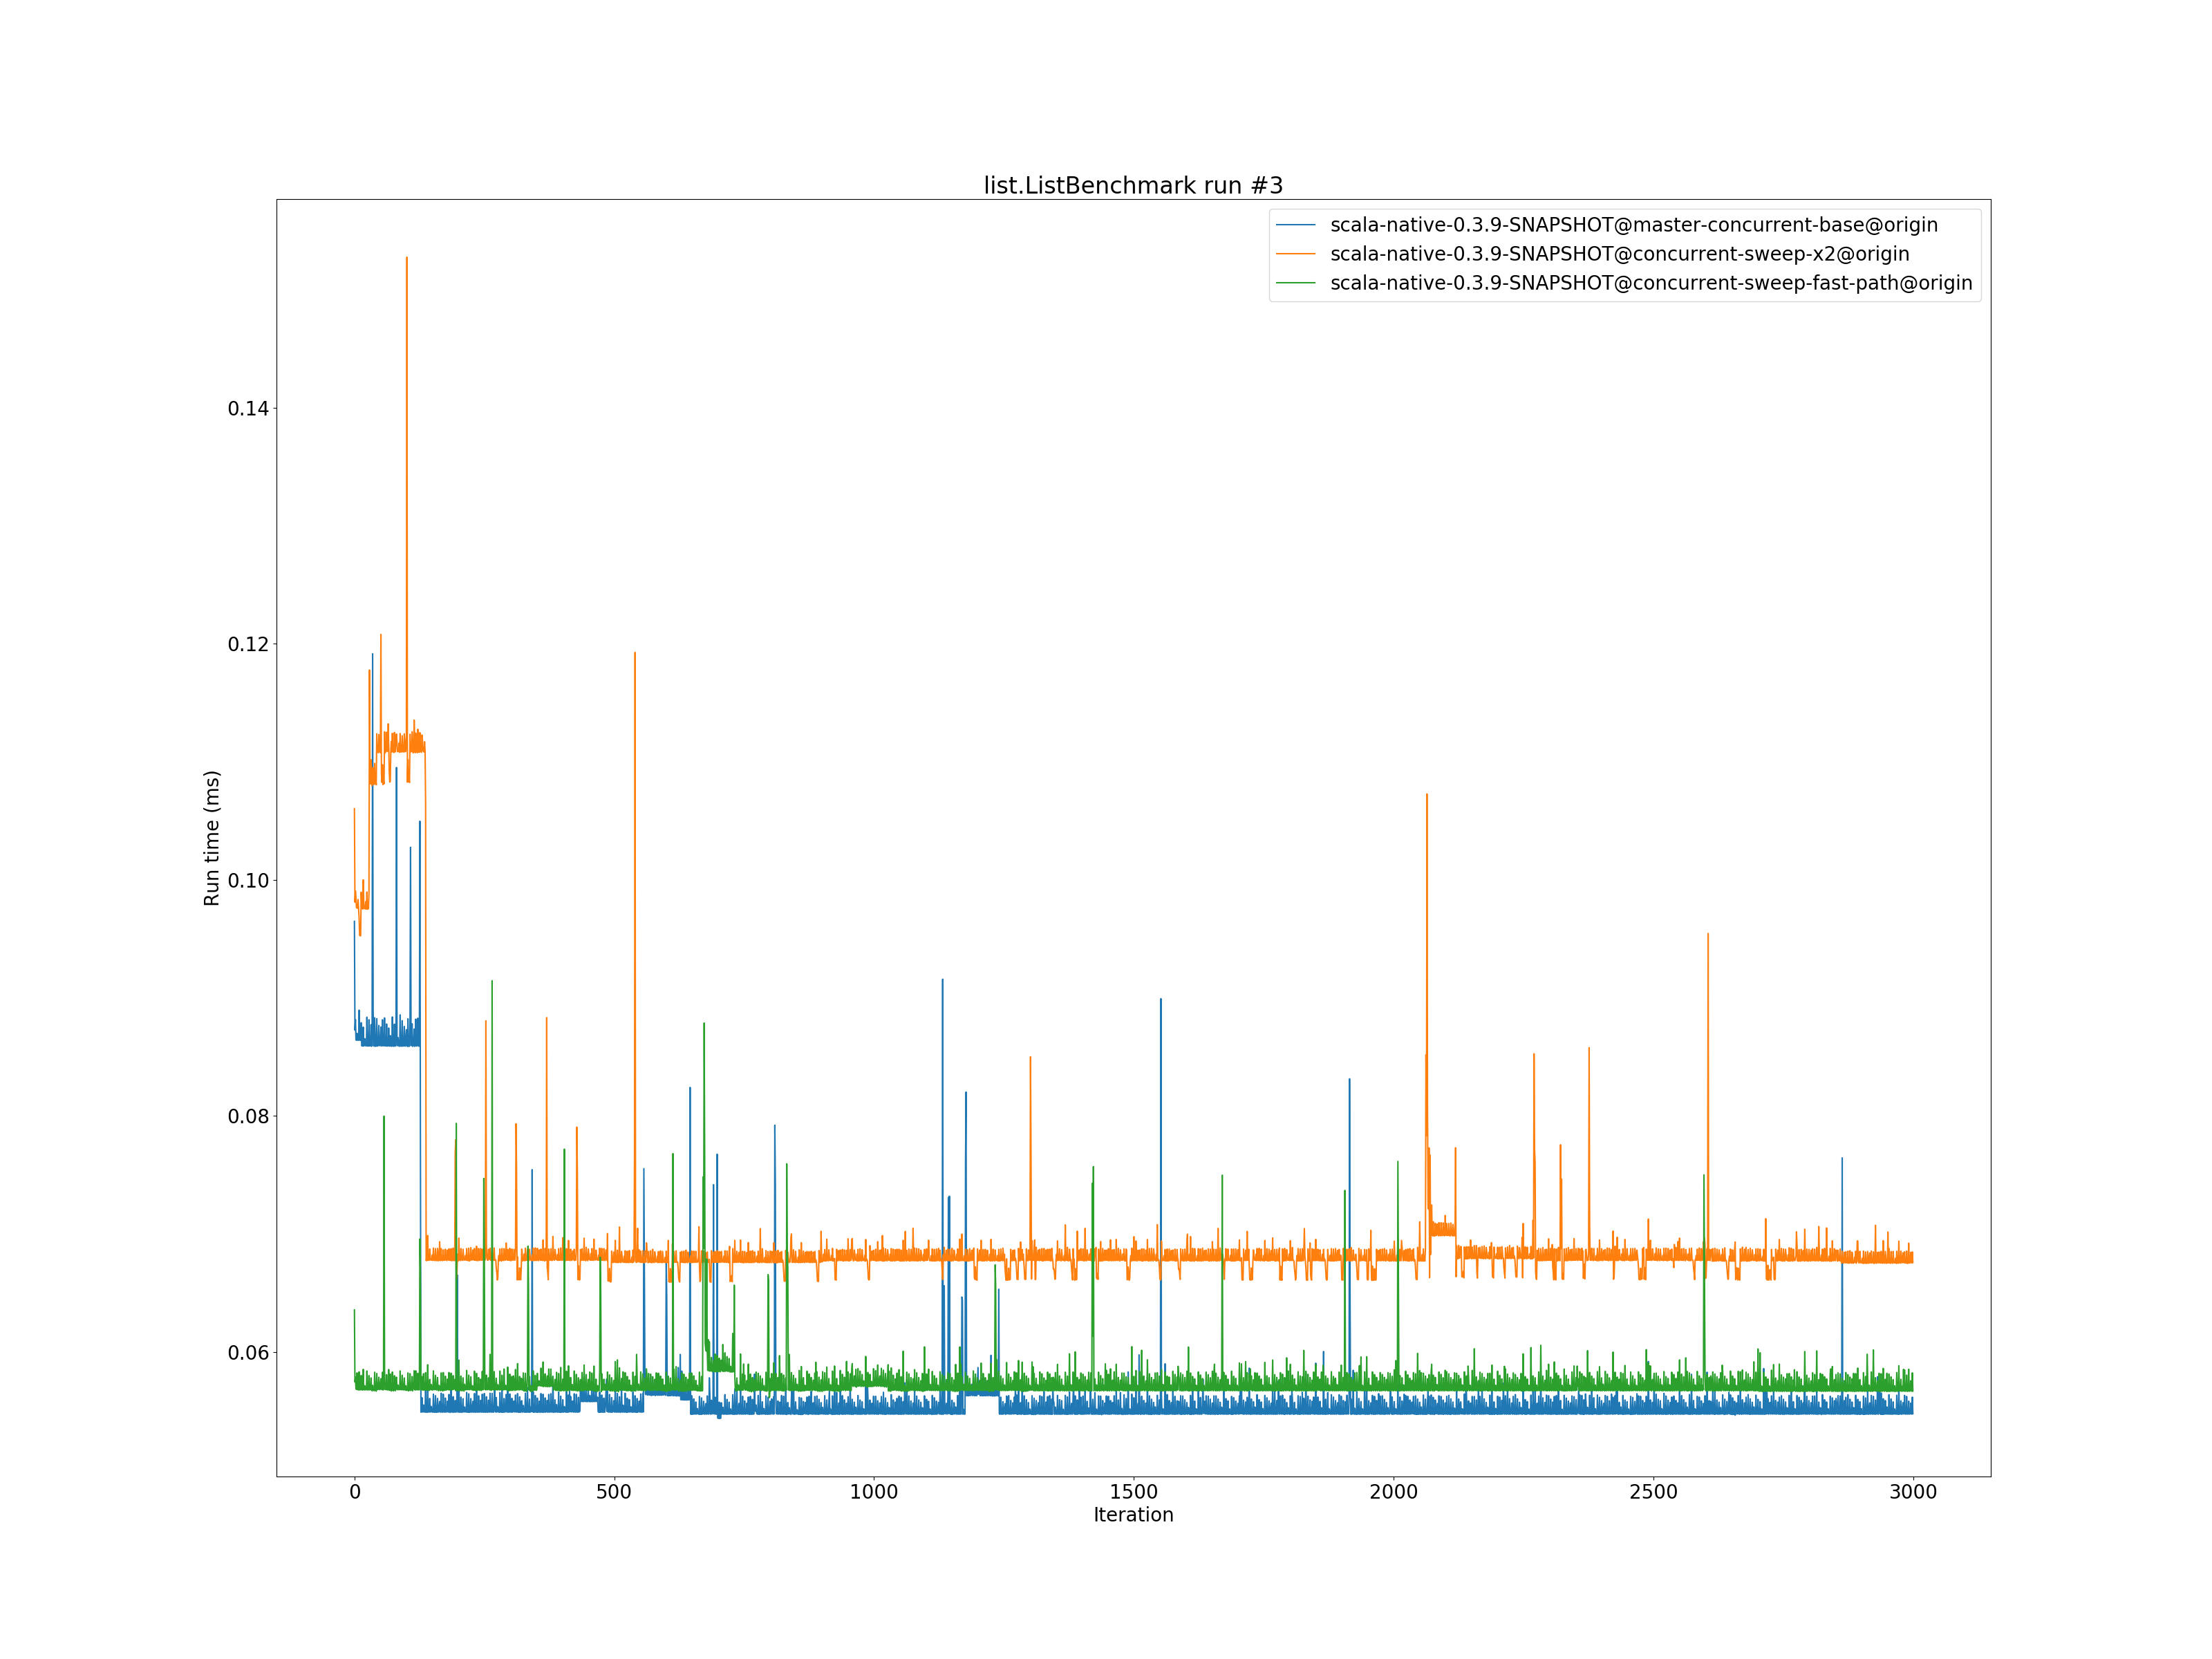 list.ListBenchmark run #3
scala-native-0.3.9-SNAPSHOT@master-concurrent-base@origin
scala-native-0.3.9-SNAPSHOT@concurrent-sweep-x2@origin
scala-native-0.3.9-SNAPSHOT@concurrent-sweep-fast-path@origin
0.14
0.12
0.10
0.08
0.06
Run time (ms)
0 500 1000 1500 2000 2500 3000
Iteration